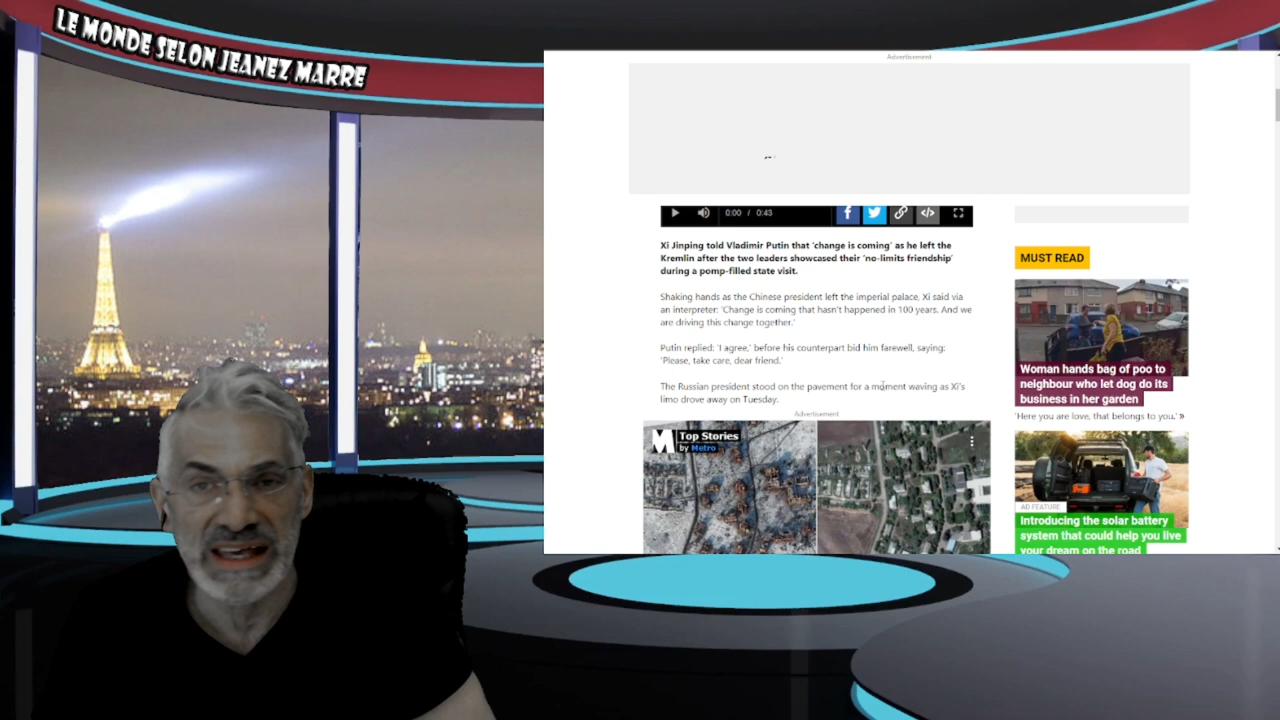 LE MONDE SELON JEANEZ MARRE
Advertisement
0:00 / 0:43
Xi Jinping told Vladimir Putin that ‘change is coming’ as he left the
Kremlin after the two leaders showcased their ‘no-limits friendship’
during a pomp-filled state visit.
Shaking hands as the Chinese president left the imperial palace, Xi said via
an interpreter: ‘Change is coming that hasn’t happened in 100 years. And we
are driving this change together.’
Putin replied: ‘I agree,’ before his counterpart bid him farewell, saying:
‘Please, take care, dear friend.’
The Russian president stood on the pavement for a moment waving as Xi’s
limo drove away on Tuesday.
Advertisement
M Top Stories
by Metro
MUST READ
Woman hands bag of poo to
neighbour who let dog do its
business in her garden
‘Here you are love, that belongs to you.’ »
AD FEATURE
Introducing the solar battery
system that could help you live
your dream on the road